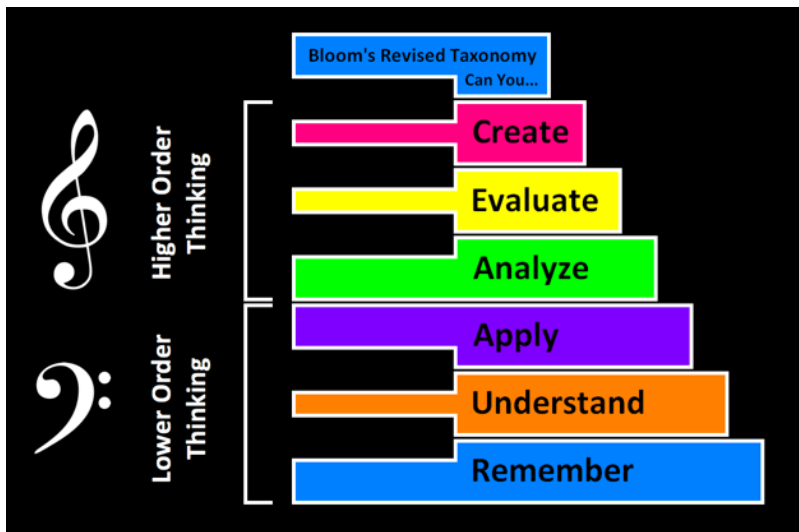 Bloom's Revised Taxonomy
Can You...
Higher Order
Thinking
Create
Evaluate
Analyze
Lower Order
Thinking
Apply
Understand
Remember